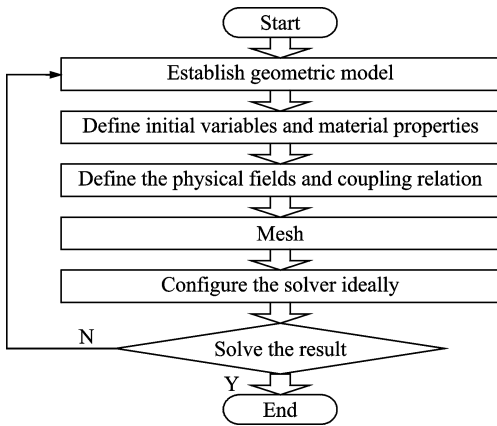 Start
Establish geometric model
Define initial variables and material properties
Define the physical fields and coupling relation
Mesh
Configure the solver ideally
N
Solve the result
Y
End